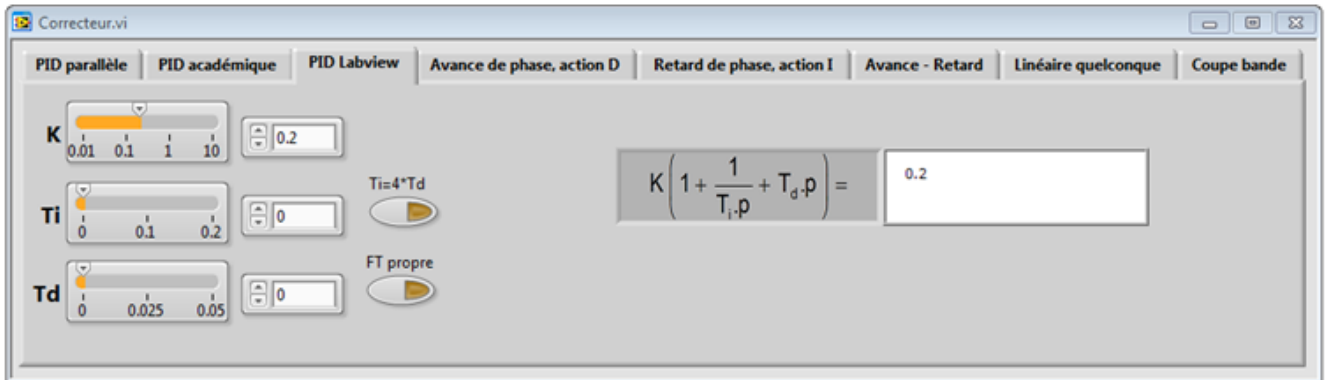 Correcteur.vi
PID parallèle PID académique PID Labview Avance de phase, action D Retard de phase, action I Avance - Retard Linéaire quelconque Coupe bande
K
0.01 0.1 1 10
0.2
Ti
0 0.1 0.2
0
Ti=4*Td
Td
0 0.025 0.05
0
FT propre
K(1+1/(Ti.p)+Td.p)=
0.2